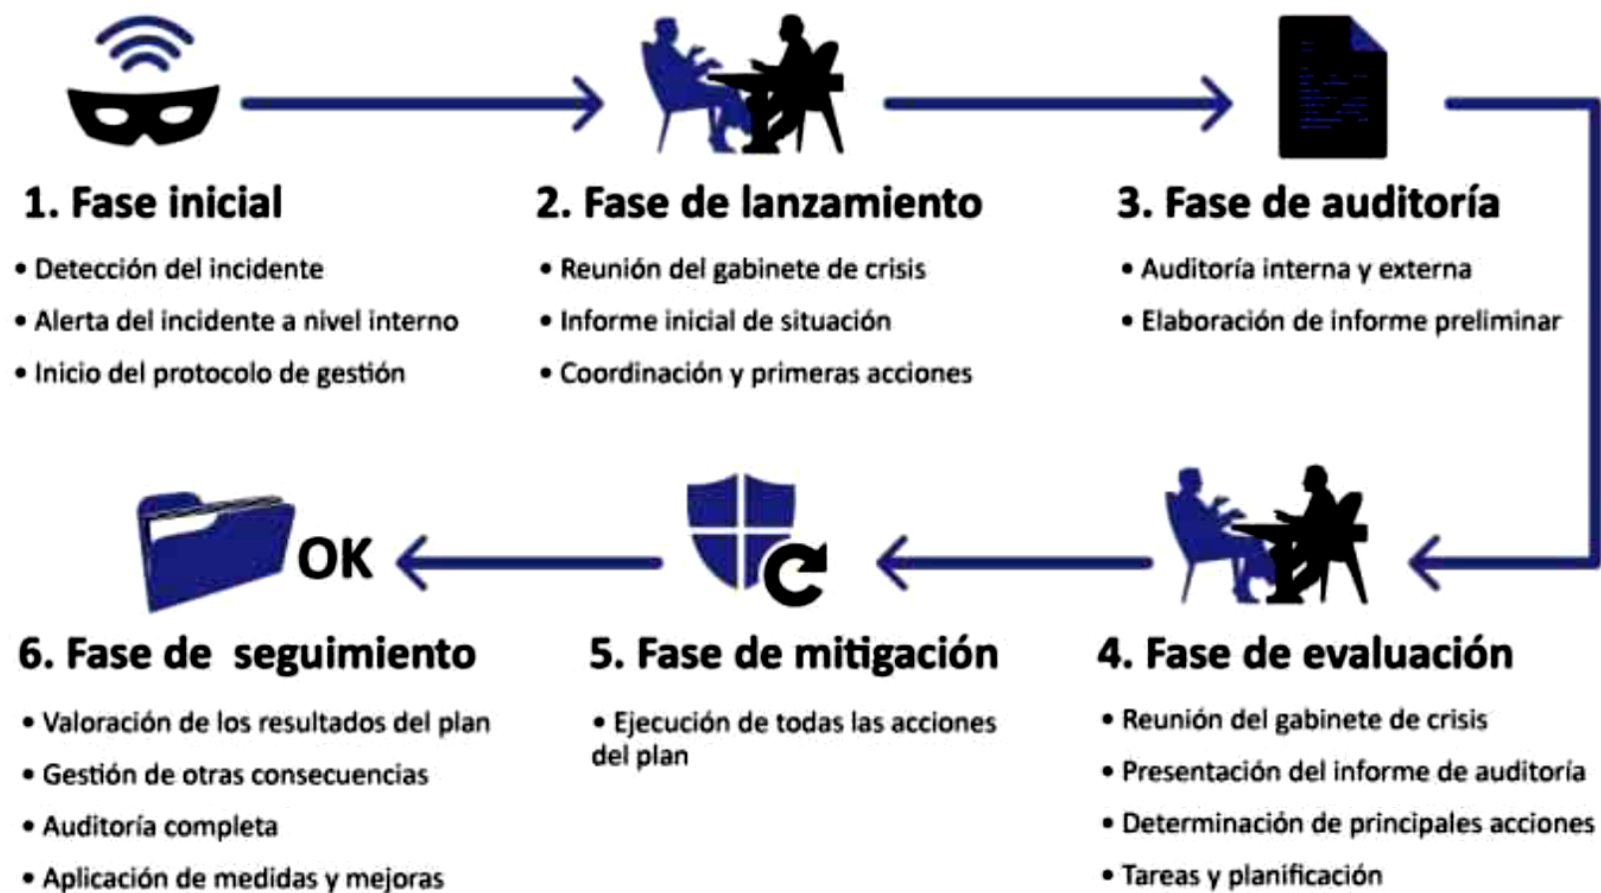 1. Fase inicial
• Detección del incidente
• Alerta del incidente a nivel interno
• Inicio del protocolo de gestión
2. Fase de lanzamiento
• Reunión del gabinete de crisis
• Informe inicial de situación
• Coordinación y primeras acciones
3. Fase de auditoría
• Auditoría interna y externa
• Elaboración de informe preliminar
4. Fase de evaluación
• Reunión del gabinete de crisis
• Presentación del informe de auditoría
• Determinación de principales acciones
• Tareas y planificación
5. Fase de mitigación
• Ejecución de todas las acciones
del plan
OK
6. Fase de seguimiento
• Valoración de los resultados del plan
• Gestión de otras consecuencias
• Auditoría completa
• Aplicación de medidas y mejoras